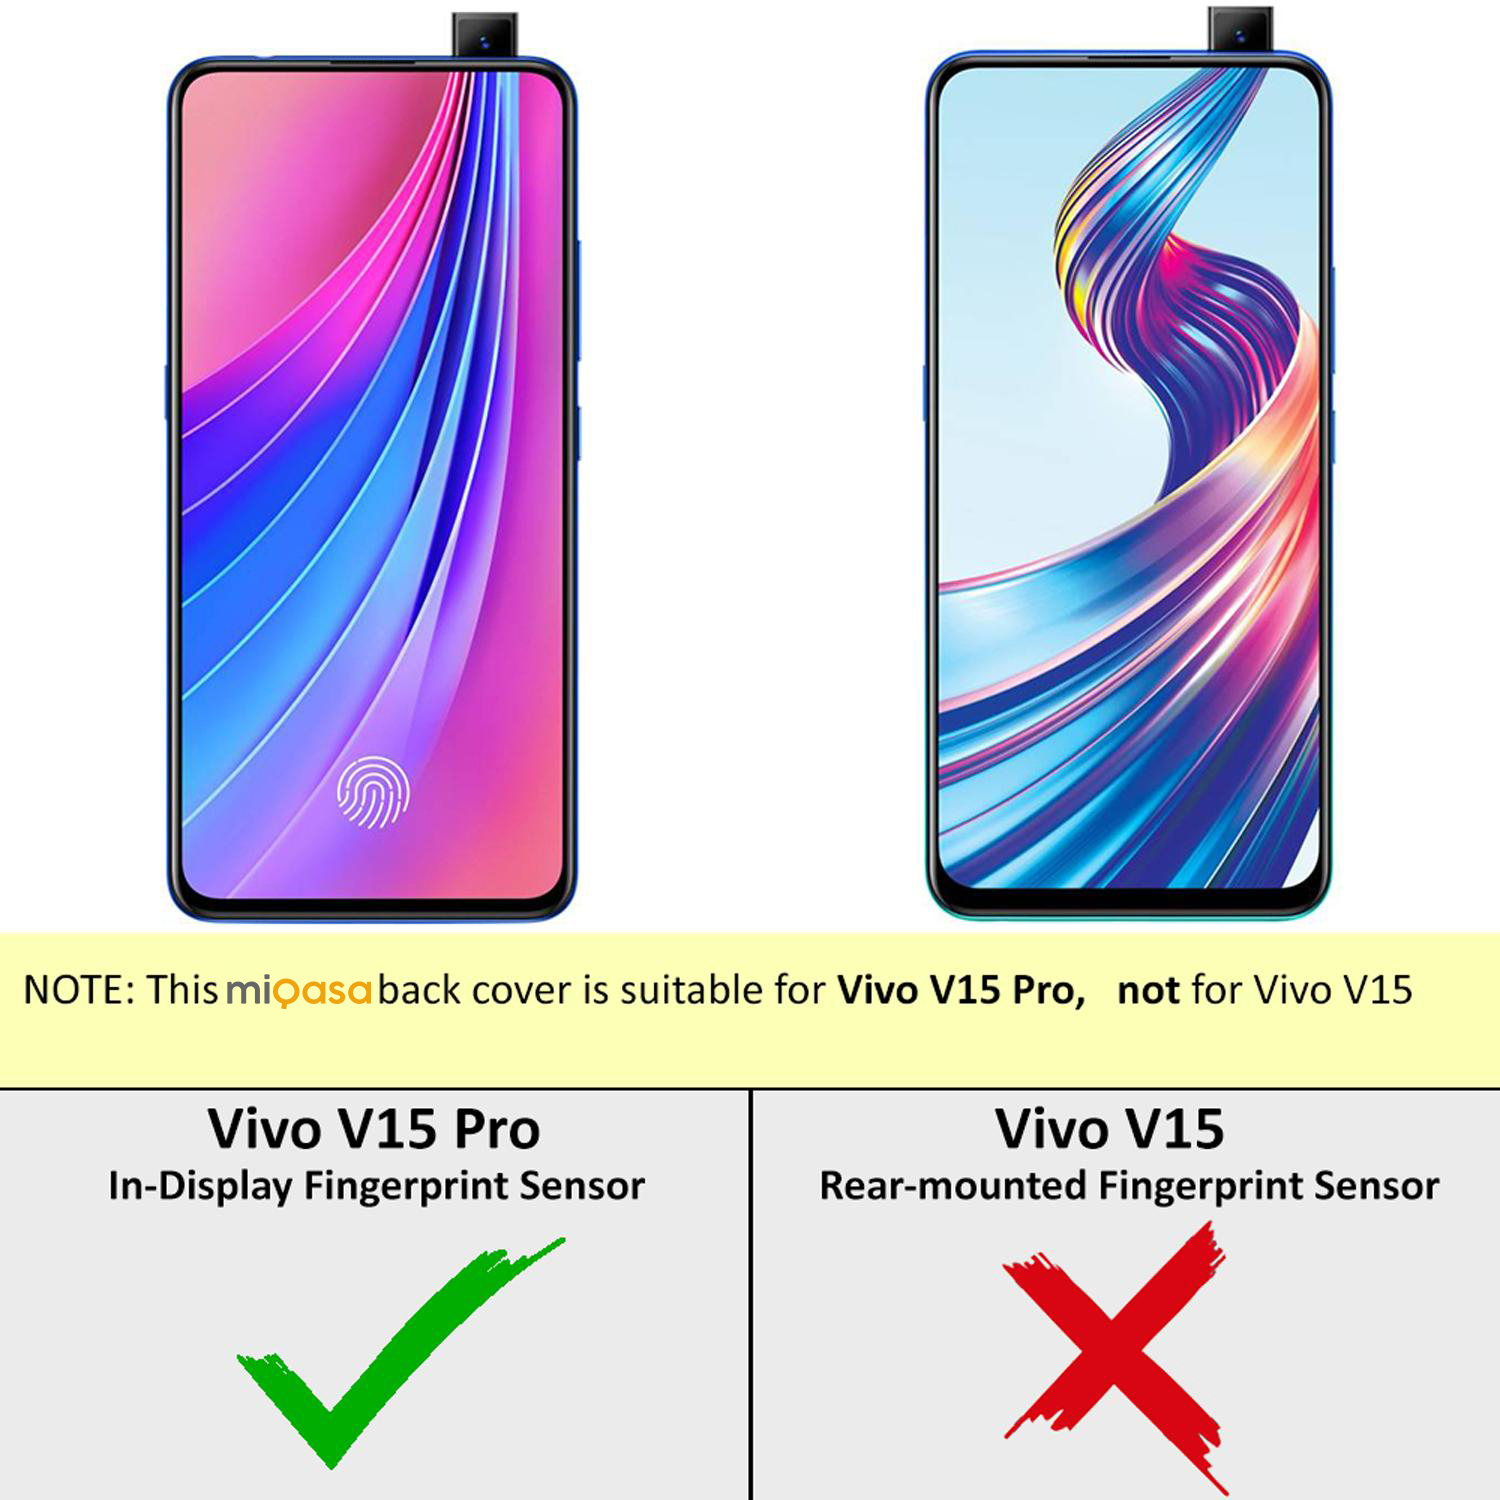 NOTE: This miQasa back cover is suitable for Vivo V15 Pro, not for Vivo V15
Vivo V15 Pro
In-Display Fingerprint Sensor
Vivo V15
Rear-mounted Fingerprint Sensor